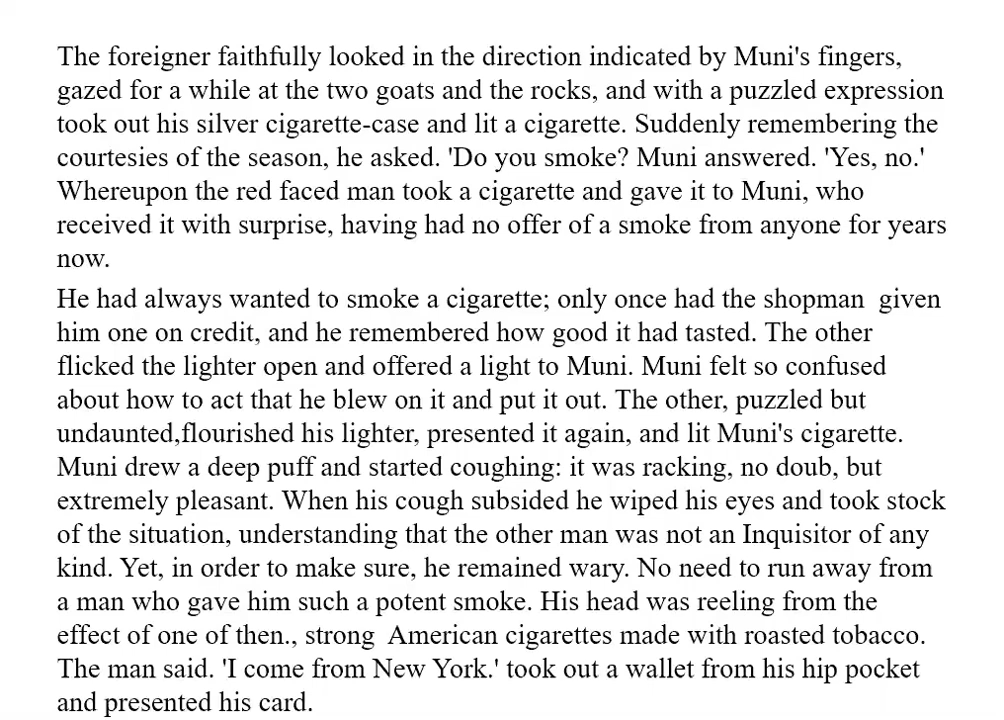 The foreigner faithfully looked in the direction indicated by Muni's fingers,
gazed for a while at the two goats and the rocks, and with a puzzled expression
took out his silver cigarette-case and lit a cigarette. Suddenly remembering the
courtesies of the season, he asked. 'Do you smoke? Muni answered. 'Yes, no.'
Whereupon the red faced man took a cigarette and gave it to Muni, who
received it with surprise, having had no offer of a smoke from anyone for years
now.
He had always wanted to smoke a cigarette; only once had the shopman  given
him one on credit, and he remembered how good it had tasted. The other
flicked the lighter open and offered a light to Muni. Muni felt so confused
about how to act that he blew on it and put it out. The other, puzzled but
undaunted,flourished his lighter, presented it again, and lit Muni's cigarette.
Muni drew a deep puff and started coughing: it was racking, no doub, but
extremely pleasant. When his cough subsided he wiped his eyes and took stock
of the situation, understanding that the other man was not an Inquisitor of any
kind. Yet, in order to make sure, he remained wary. No need to run away from
a man who gave him such a potent smoke. His head was reeling from the
effect of one of then., strong  American cigarettes made with roasted tobacco.
The man said. 'I come from New York.' took out a wallet from his hip pocket
and presented his card.